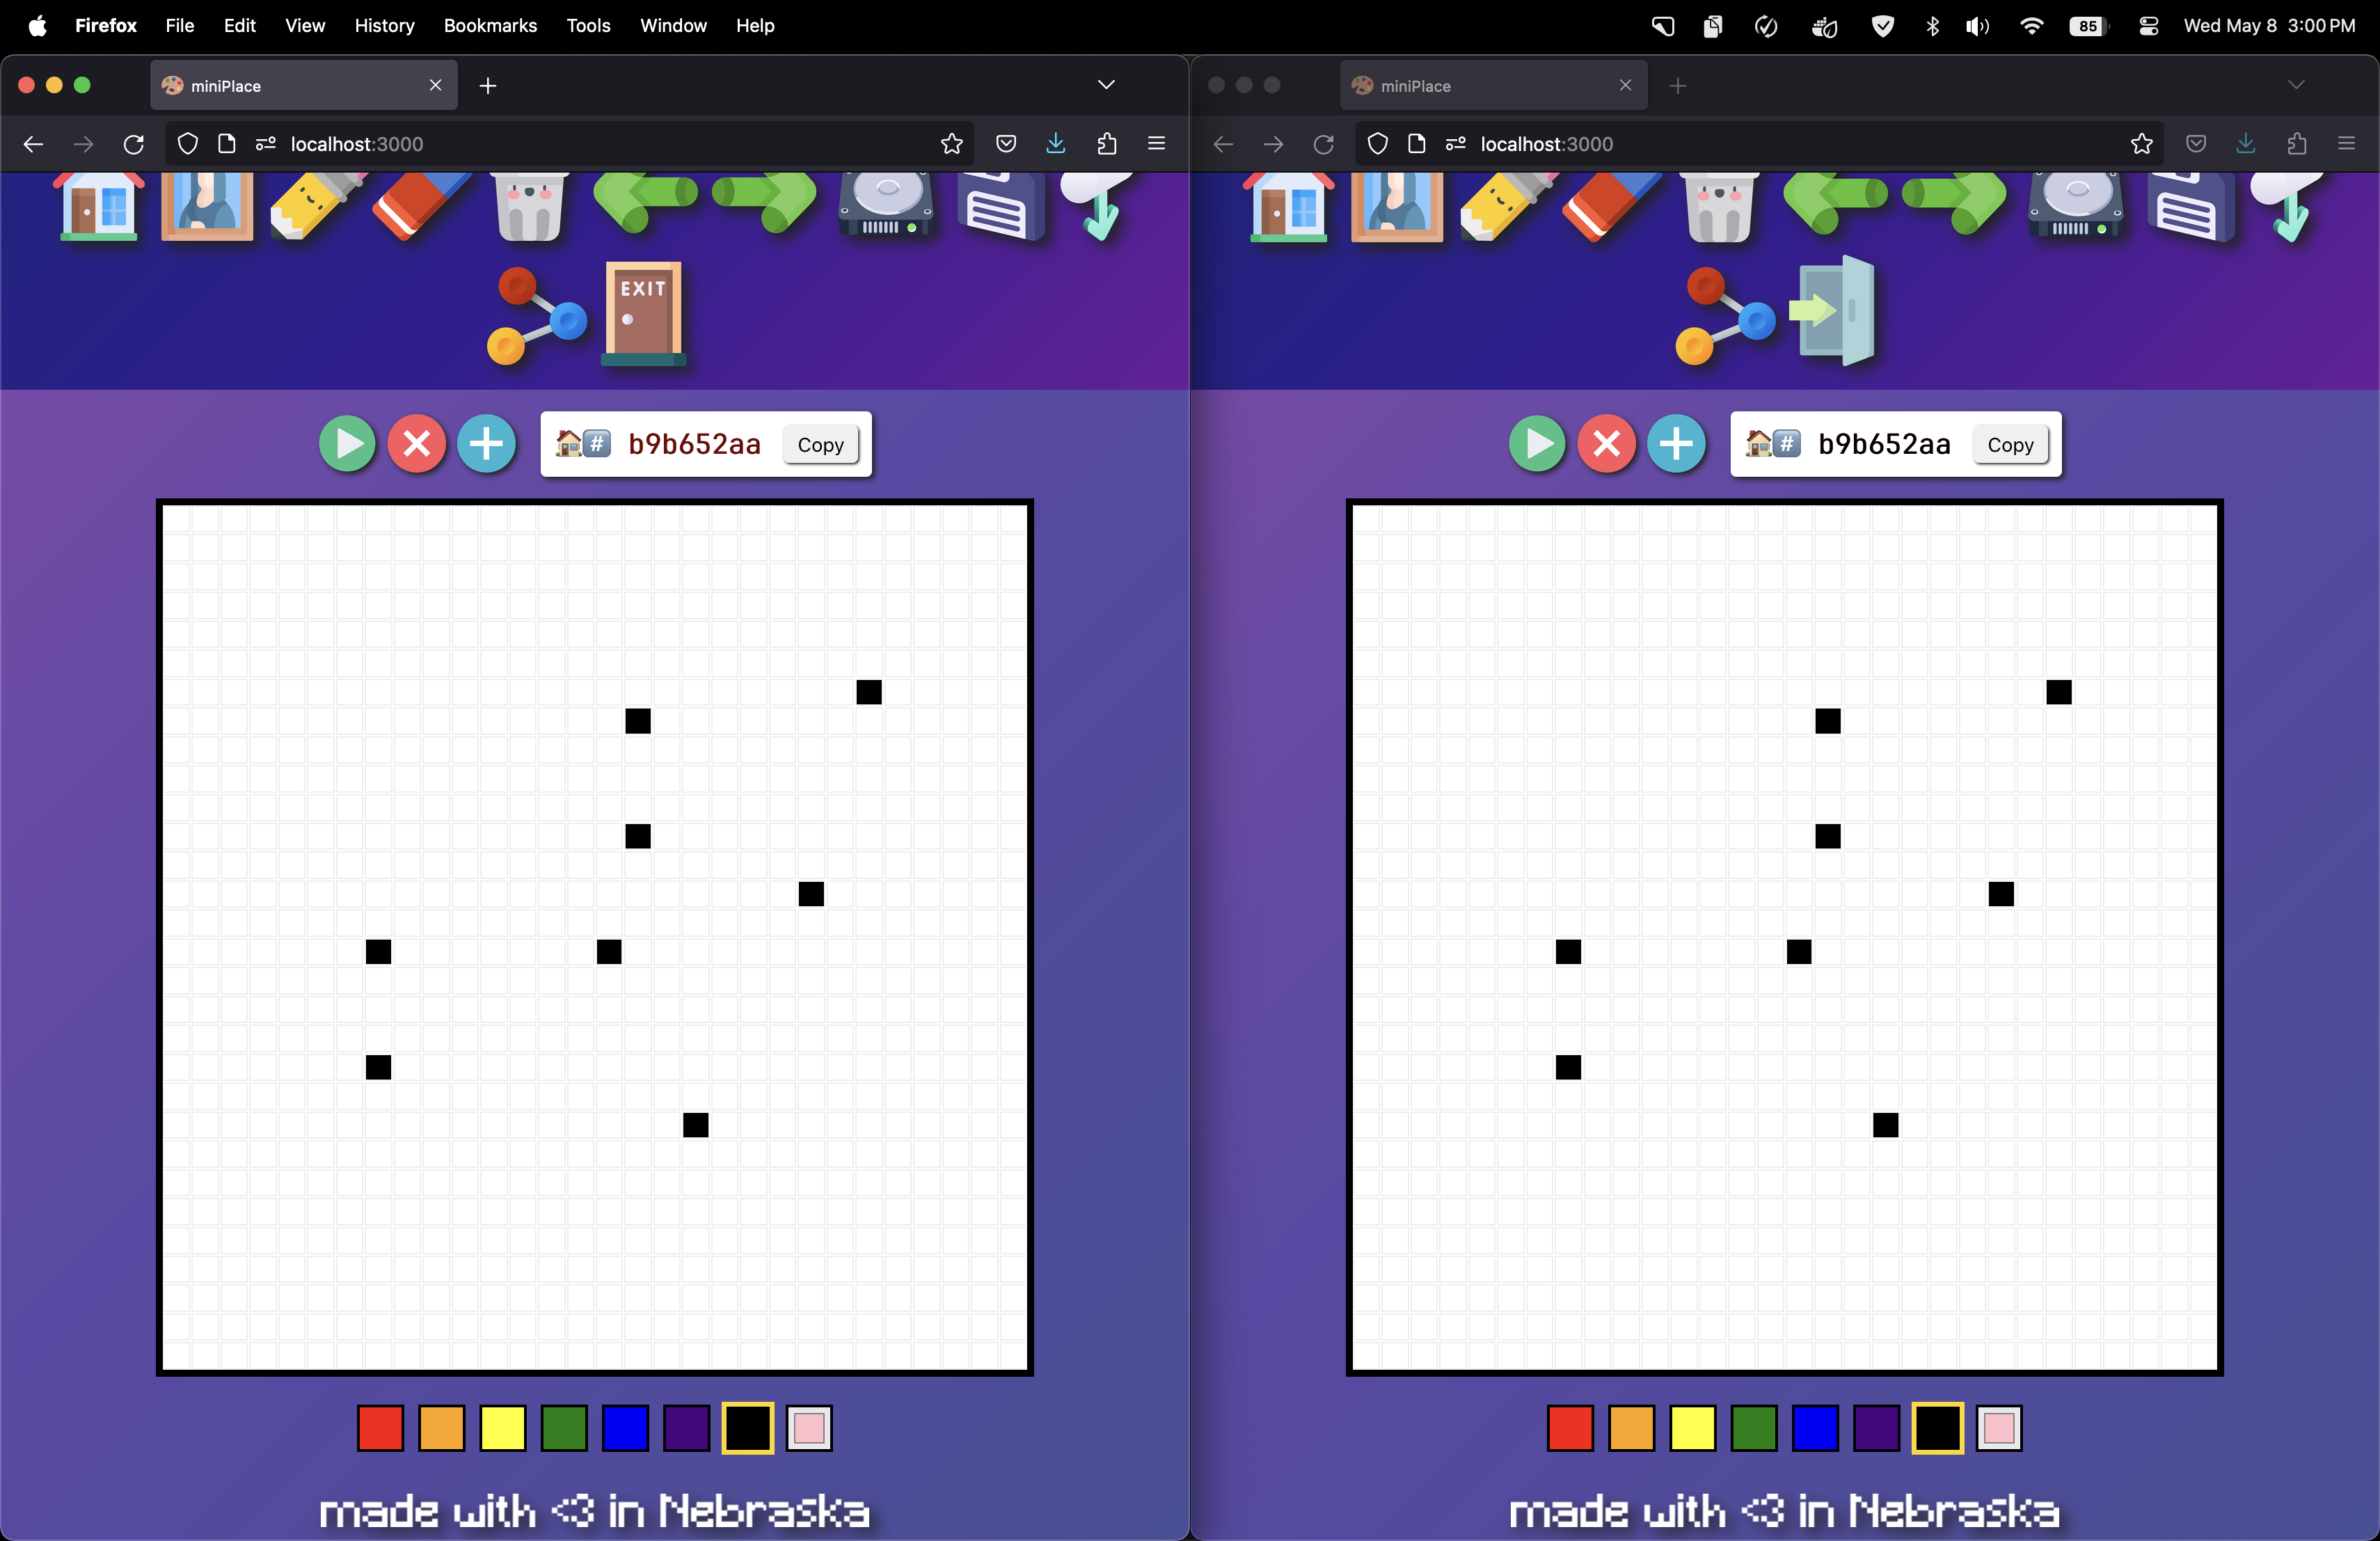 Firefox File Edit View History Bookmarks Tools Window Help 85 Wed May 8 3:00 PM
miniPlace
localhost:3000
EXIT
# b9b652aa Copy
made with <3 in Nebraska
miniPlace
localhost:3000
# b9b652aa Copy
made with <3 in Nebraska